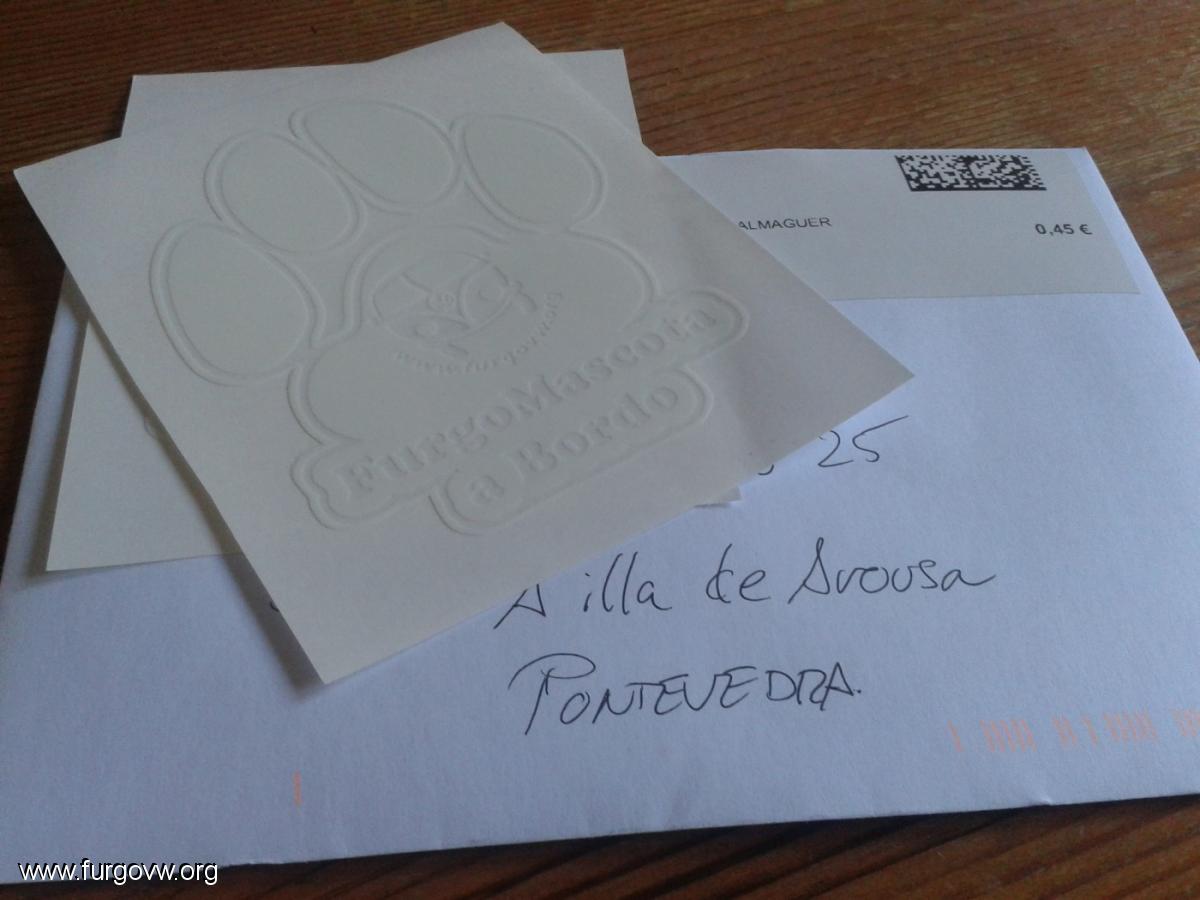 ALMAGUER
0,45 €
www.furgovw.org
FurgoMascota
a Bordo
25
A illa de Arousa
PONTEVEDRA.
www.furgovw.org